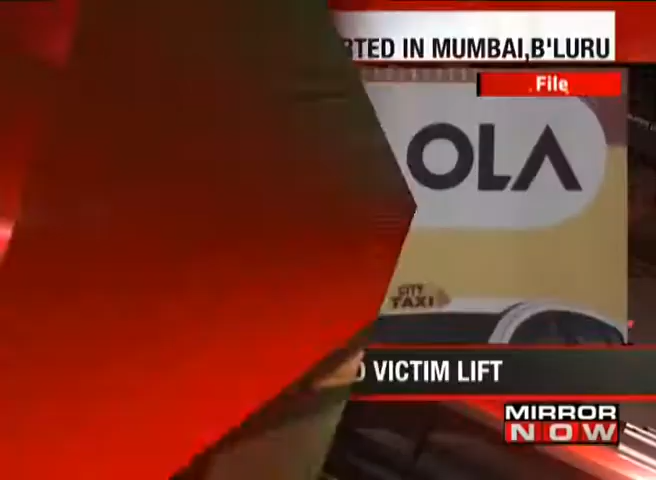 RTED IN MUMBAI,B'LURU
File
OLA
CITY
TAXI
VICTIM LIFT
MIRROR
NOW